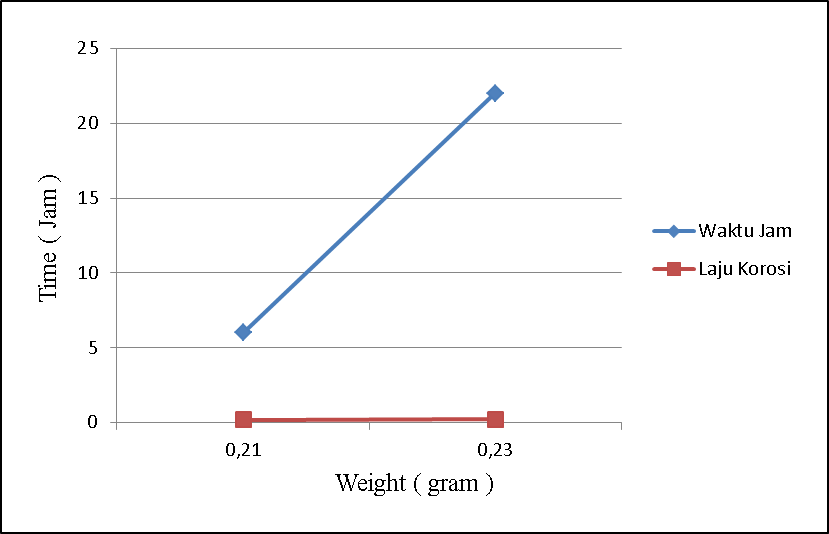 25
20
15
10
5
0
Time ( Jam )
0,21
0,23
Weight ( gram )
Waktu Jam
Laju Korosi